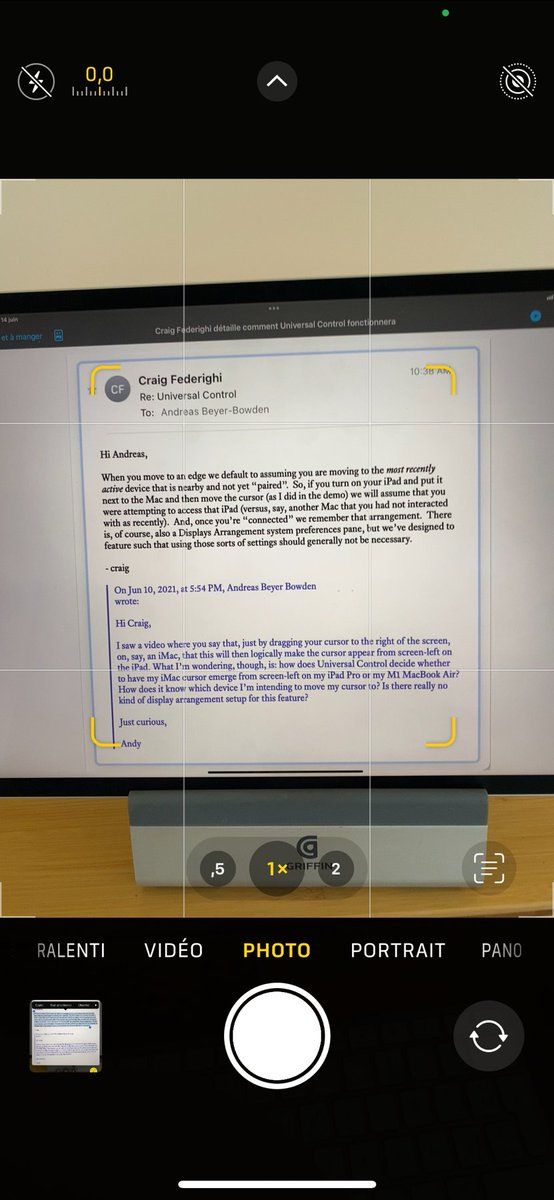 0,0
14 juin
et à manger
Craig Federighi détaille comment Universal Control fonctionnera
CF
Craig Federighi
10:38 AM
Re: Universal Control
To: Andreas Beyer-Bowden
Hi Andreas,
When you move to an edge we default to assuming you are moving to the most recently
active device that is nearby and not yet “paired”. So, if you turn on your iPad and put it
next to the Mac and then move the cursor (as I did in the demo) we will assume that you
were attempting to access that iPad (versus, say, another Mac that you had not interacted
with as recently). And, once you’re “connected” we remember that arrangement. There
is, of course, also a Displays Arrangement system preferences pane, but we’ve designed to
feature such that using those sorts of settings should generally not be necessary.
- craig
On Jun 10, 2021, at 5:54 PM, Andreas Beyer Bowden
wrote:
Hi Craig,
I saw a video where you say that, just by dragging your cursor to the right of the screen,
on, say, an iMac, that this will then logically make the cursor appear from screen-left on
the iPad. What I’m wondering, though, is: how does Universal Control decide whether
to have my iMac cursor emerge from screen-left on my iPad Pro or my M1 MacBook Air?
How does it know which device I’m intending to move my cursor to? Is there really no
kind of display arrangement setup for this feature?
Just curious,
Andy
GRIFFIN
,5
1×
2
RALENTI
VIDÉO
PHOTO
PORTRAIT
PANO